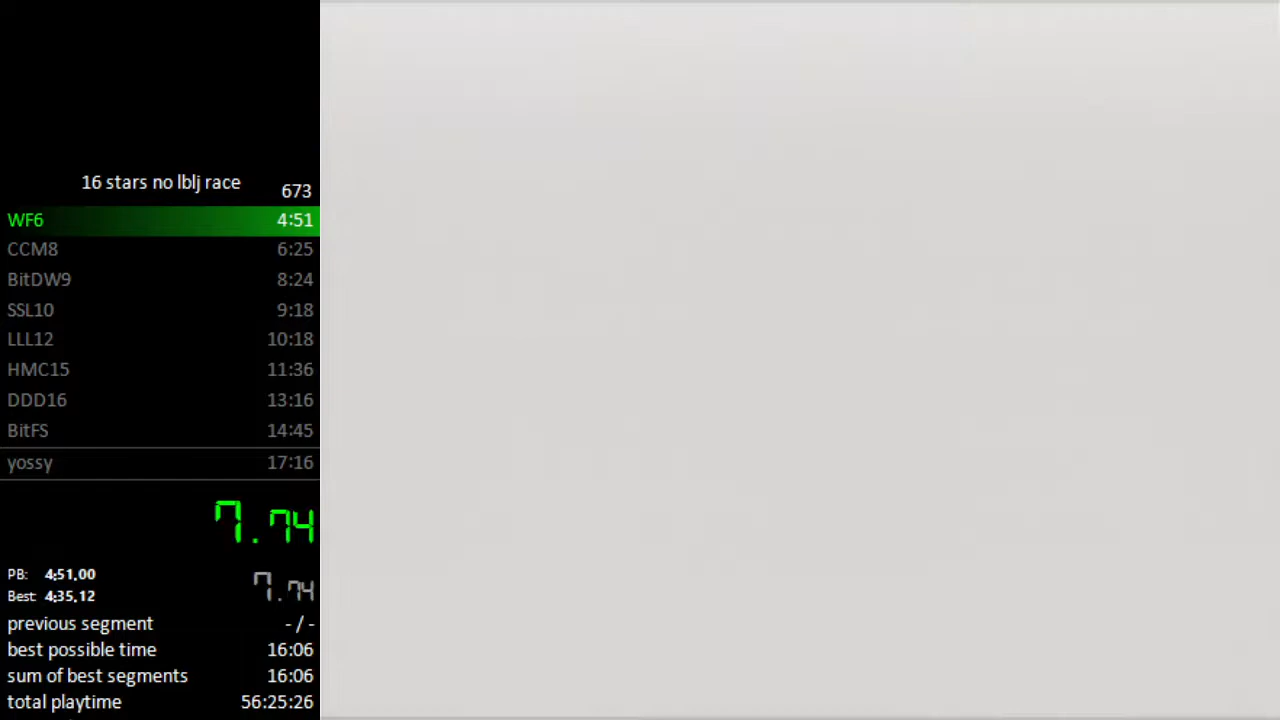 16 stars no lblj race
673
WF6 4:51
CCM8 6:25
BitDW9 8:24
SSL10 9:18
LLL12 10:18
HMC15 11:36
DDD16 13:16
BitFS 14:45
yossy 17:16
7.74
PB: 4:51.00
Best: 4:35.12
7.74
previous segment - / -
best possible time 16:06
sum of best segments 16:06
total playtime 56:25:26